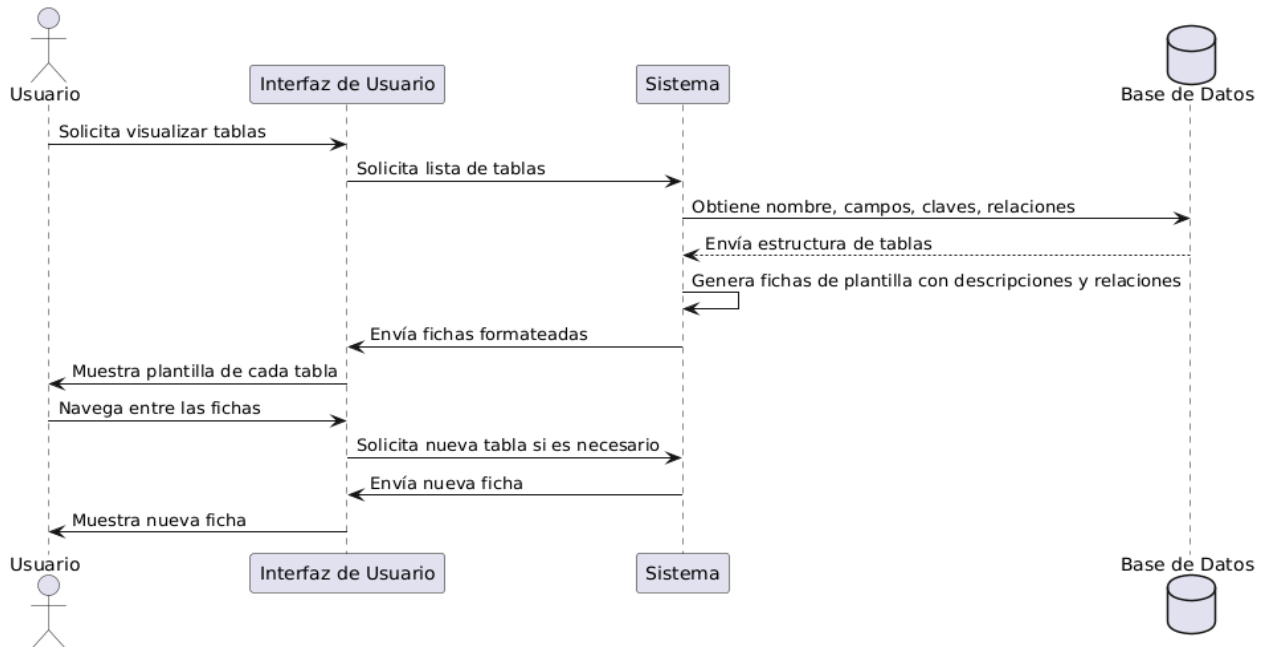 Usuario
Interfaz de Usuario
Sistema
Base de Datos
Solicita visualizar tablas
Solicita lista de tablas
Obtiene nombre, campos, claves, relaciones
Envía estructura de tablas
Genera fichas de plantilla con descripciones y relaciones
Envía fichas formateadas
Muestra plantilla de cada tabla
Navega entre las fichas
Solicita nueva tabla si es necesario
Envía nueva ficha
Muestra nueva ficha
Usuario
Interfaz de Usuario
Sistema
Base de Datos